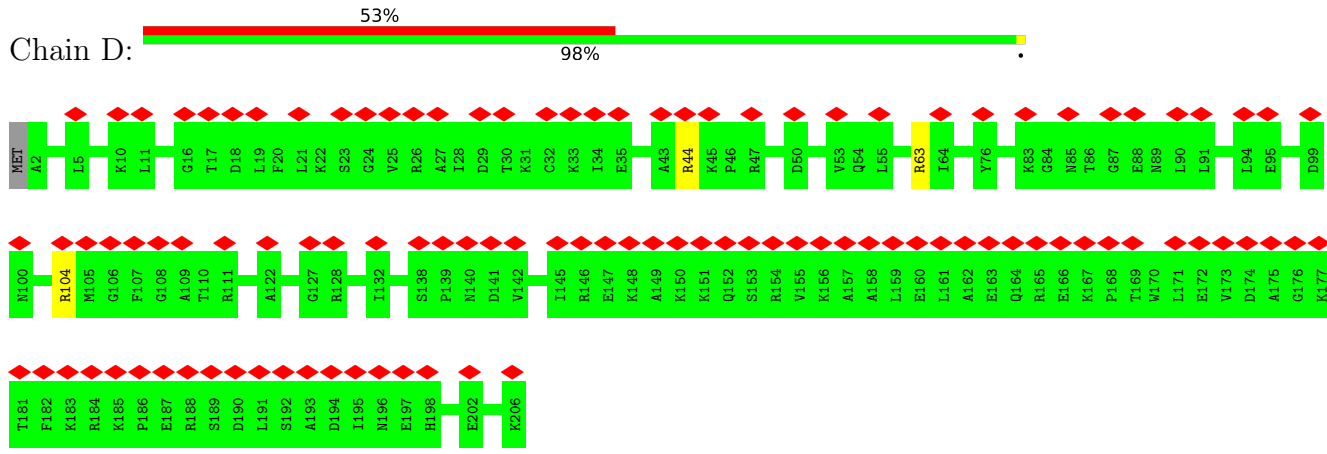 53%
Chain D:
98%
.
MET A2 L5 K10 L11 G16 T17 D18 L19 F20 L21 K22 S23 G24 V25 R26 A27 I28 D29 T30 K31 C32 K33 I34 E35 A43 R44 K45 P46 R47 D50 V53 Q54 L55 R63 I64 Y76 K83 G84 N85 T86 G87 E88 N89 L90 L91 L94 E95 D99
N100 R104 M105 G106 F107 G108 A109 T110 R111 A122 G127 R128 I132 S138 P139 N140 D141 V142 I145 R146 E147 K148 A149 K150 K151 Q152 S153 R154 V155 K156 A157 A158 L159 E160 L161 A162 E163 Q164 R165 E166 K167 P168 T169 W170 L171 E172 V173 D174 A175 G176 K177
T181 F182 K183 R184 K185 P186 E187 R188 S189 D190 L191 S192 A193 D194 I195 N196 E197 H198 E202 K206